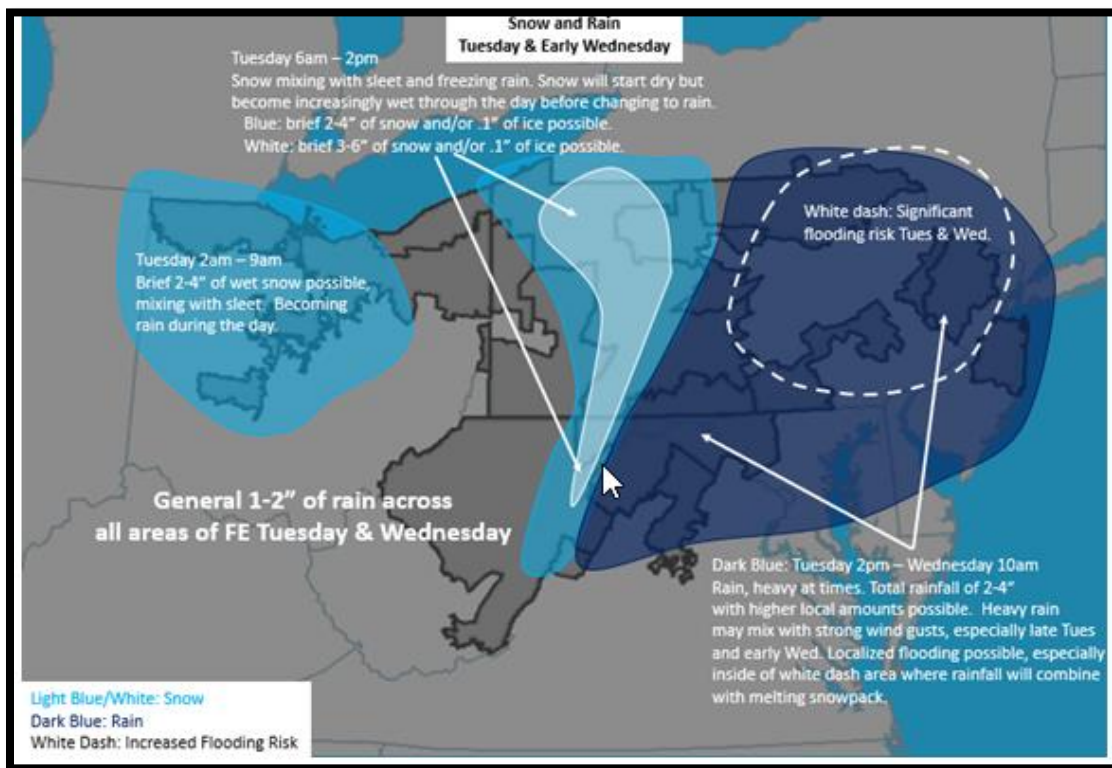 Snow and Rain
Tuesday & Early Wednesday
Tuesday 6am – 2pm
Snow mixing with sleet and freezing rain. Snow will start dry but
become increasingly wet through the day before changing to rain.
Blue: brief 2-4" of snow and/or .1" of ice possible.
White: brief 3-6" of snow and/or .1" of ice possible.
White dash: Significant
flooding risk Tues & Wed.
Tuesday 2am – 9am
Brief 2-4" of wet snow possible,
mixing with sleet. Becoming
rain during the day.
General 1-2" of rain across
all areas of FE Tuesday & Wednesday
Dark Blue: Tuesday 2pm – Wednesday 10am
Rain, heavy at times. Total rainfall of 2-4"
with higher local amounts possible. Heavy rain
may mix with strong wind gusts, especially late Tues
and early Wed. Localized flooding possible, especially
inside of white dash area where rainfall will combine
with melting snowpack.
Light Blue/White: Snow
Dark Blue: Rain
White Dash: Increased Flooding Risk